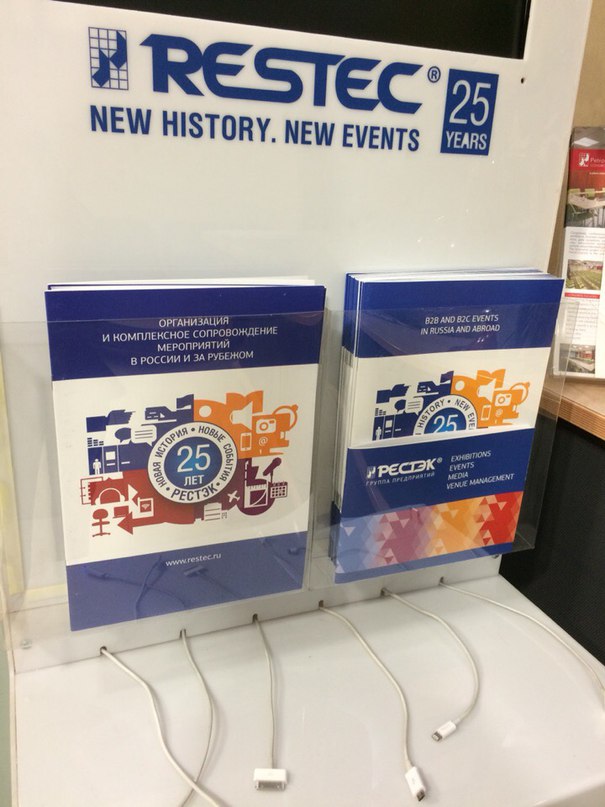 RESTEC®
25
YEARS
NEW HISTORY. NEW EVENTS
ОРГАНИЗАЦИЯ
И КОМПЛЕКСНОЕ СОПРОВОЖДЕНИЕ
МЕРОПРИЯТИЙ
В РОССИИ И ЗА РУБЕЖОМ
НОВАЯ ИСТОРИЯ • НОВЫЕ СОБЫТИЯ
25
ЛЕТ
• РЕСТЭК •
www.restec.ru
B2B AND B2C EVENTS
IN RUSSIA AND ABROAD
HISTORY • NEW EVE
25
РЕСТЭК®
ГРУППА ПРЕДПРИЯТИЙ
EXHIBITIONS
EVENTS
MEDIA
VENUE MANAGEMENT